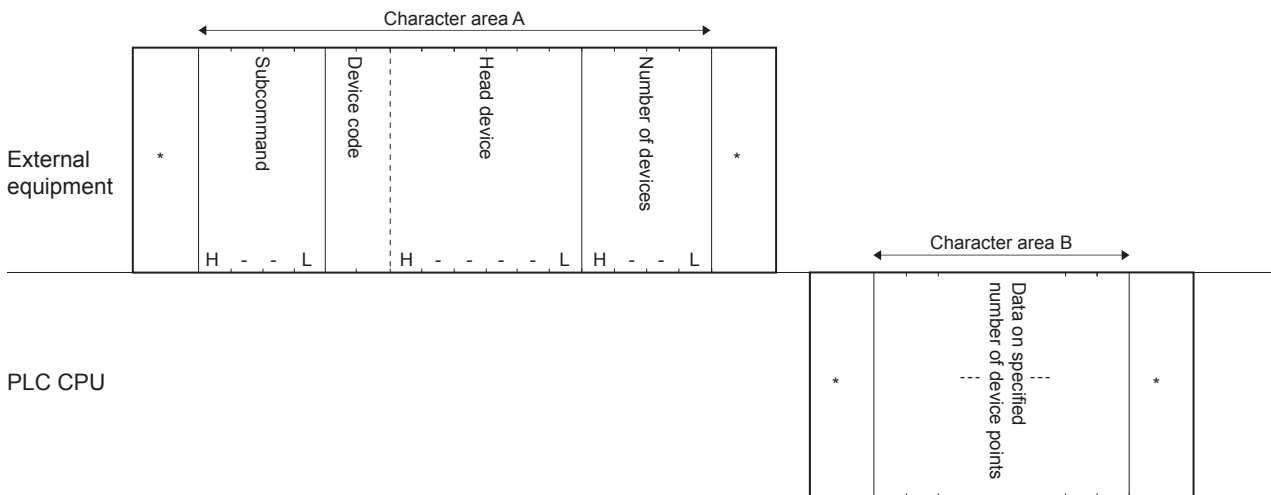 Character area A
External
equipment
*
Subcommand
Device code
Head device
Number of devices
*
H - - L
H - - - - L
H - - L
Character area B
PLC CPU
*
Data on specified
number of device points
--- ---
*